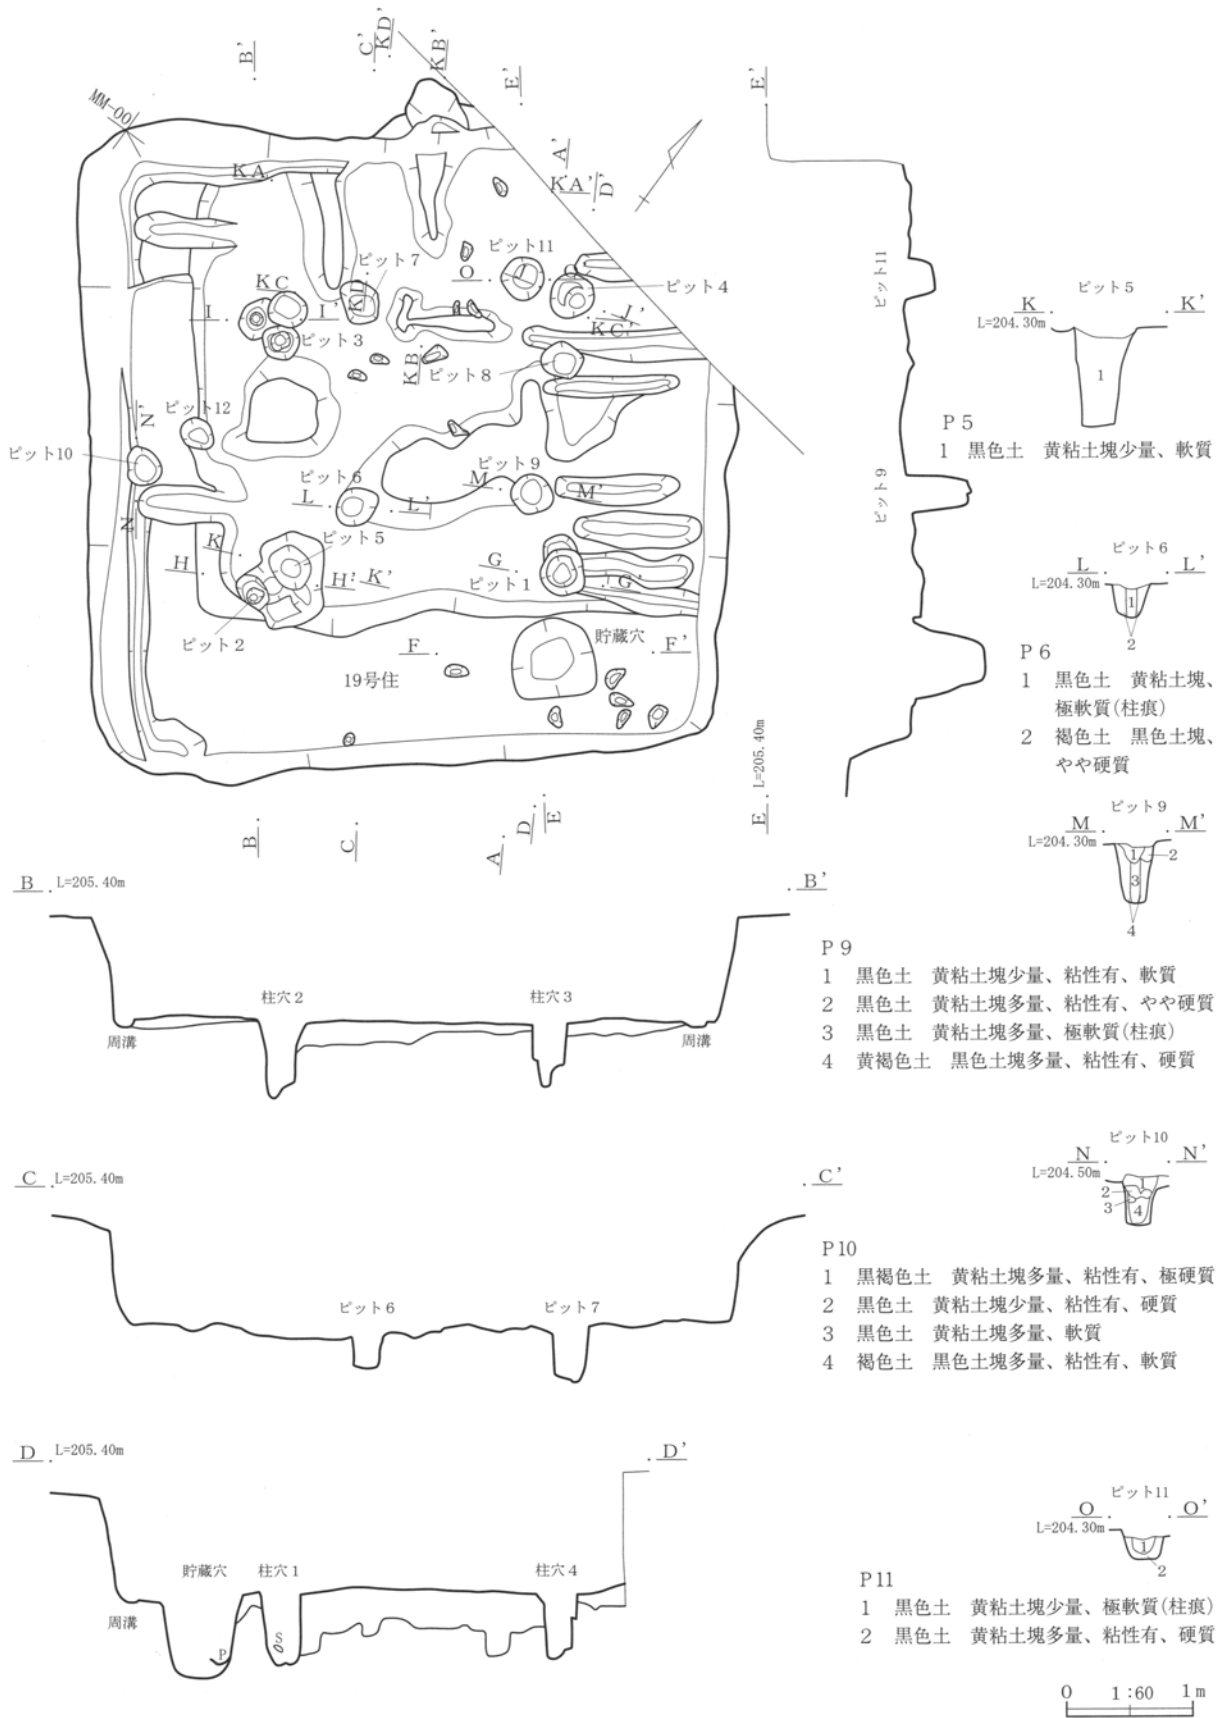 B'
C'
KD'
KB'
E'
E'
MM-00
A'
KA
KA'
D'
ピット11
ピット7
O
ピット4
KC
KD
I
I'
J'
KC'
ピット3
KB
ピット8
N'
ピット12
ピット10
ピット6
ピット9
L
L'
M
M'
N
K
ピット5
H
H'
K'
G
ピット1
G'
ピット2
F
貯蔵穴
F'
19号住
B
C
A
D
E
E
L=205.40m
ピット11
ピット9
ピット5
K
K'
L=204.30m
1
P5
1 黒色土 黄粘土塊少量、軟質
ピット6
L
L'
L=204.30m
1
2
P6
1 黒色土 黄粘土塊、
極軟質(柱痕)
2 褐色土 黒色土塊、
やや硬質
ピット9
M
M'
L=204.30m
1
2
3
4
P9
1 黒色土 黄粘土塊少量、粘性有、軟質
2 黒色土 黄粘土塊多量、粘性有、やや硬質
3 黒色土 黄粘土塊多量、極軟質(柱痕)
4 黄褐色土 黒色土塊多量、粘性有、硬質
B
L=205.40m
B'
柱穴2
柱穴3
周溝
周溝
ピット10
N
N'
L=204.50m
1
2
3
4
P10
1 黒褐色土 黄粘土塊多量、粘性有、極硬質
2 黒色土 黄粘土塊少量、粘性有、硬質
3 黒色土 黄粘土塊多量、軟質
4 褐色土 黒色土塊多量、粘性有、軟質
C
L=205.40m
C'
ピット6
ピット7
D
L=205.40m
D'
貯蔵穴
柱穴1
柱穴4
周溝
P
S
ピット11
O
O'
L=204.30m
1
2
P11
1 黒色土 黄粘土塊少量、極軟質(柱痕)
2 黒色土 黄粘土塊多量、粘性有、硬質
0 1:60 1m